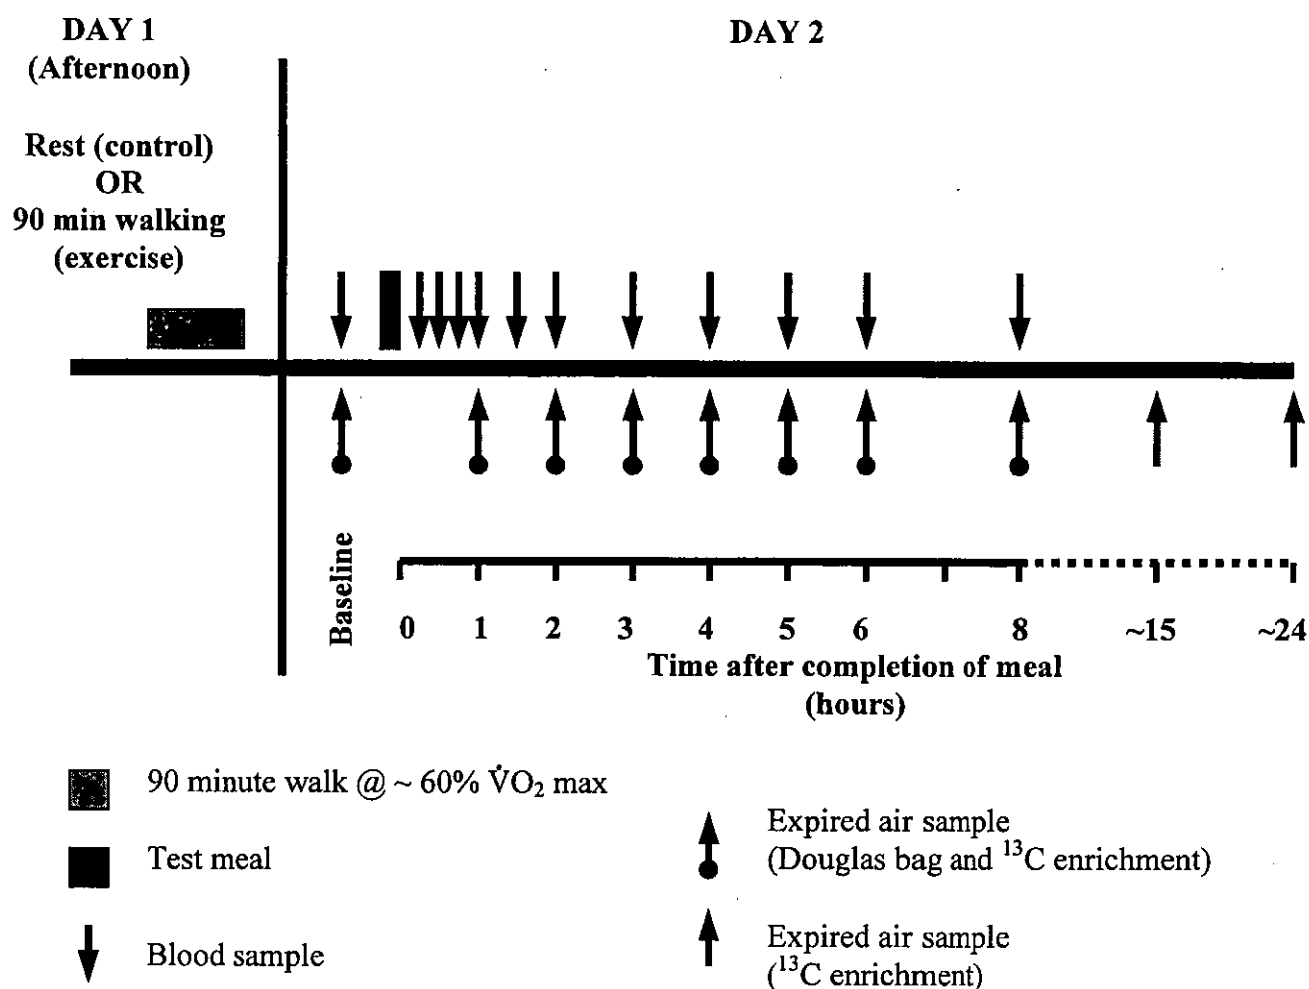 DAY 1
(Afternoon)
DAY 2
Rest (control)
OR
90 min walking
(exercise)
Baseline
0 1 2 3 4 5 6 8 ~15 ~24
Time after completion of meal
(hours)
90 minute walk @ ~ 60% V̇O₂ max
Test meal
Blood sample
Expired air sample
(Douglas bag and ¹³C enrichment)
Expired air sample
(¹³C enrichment)